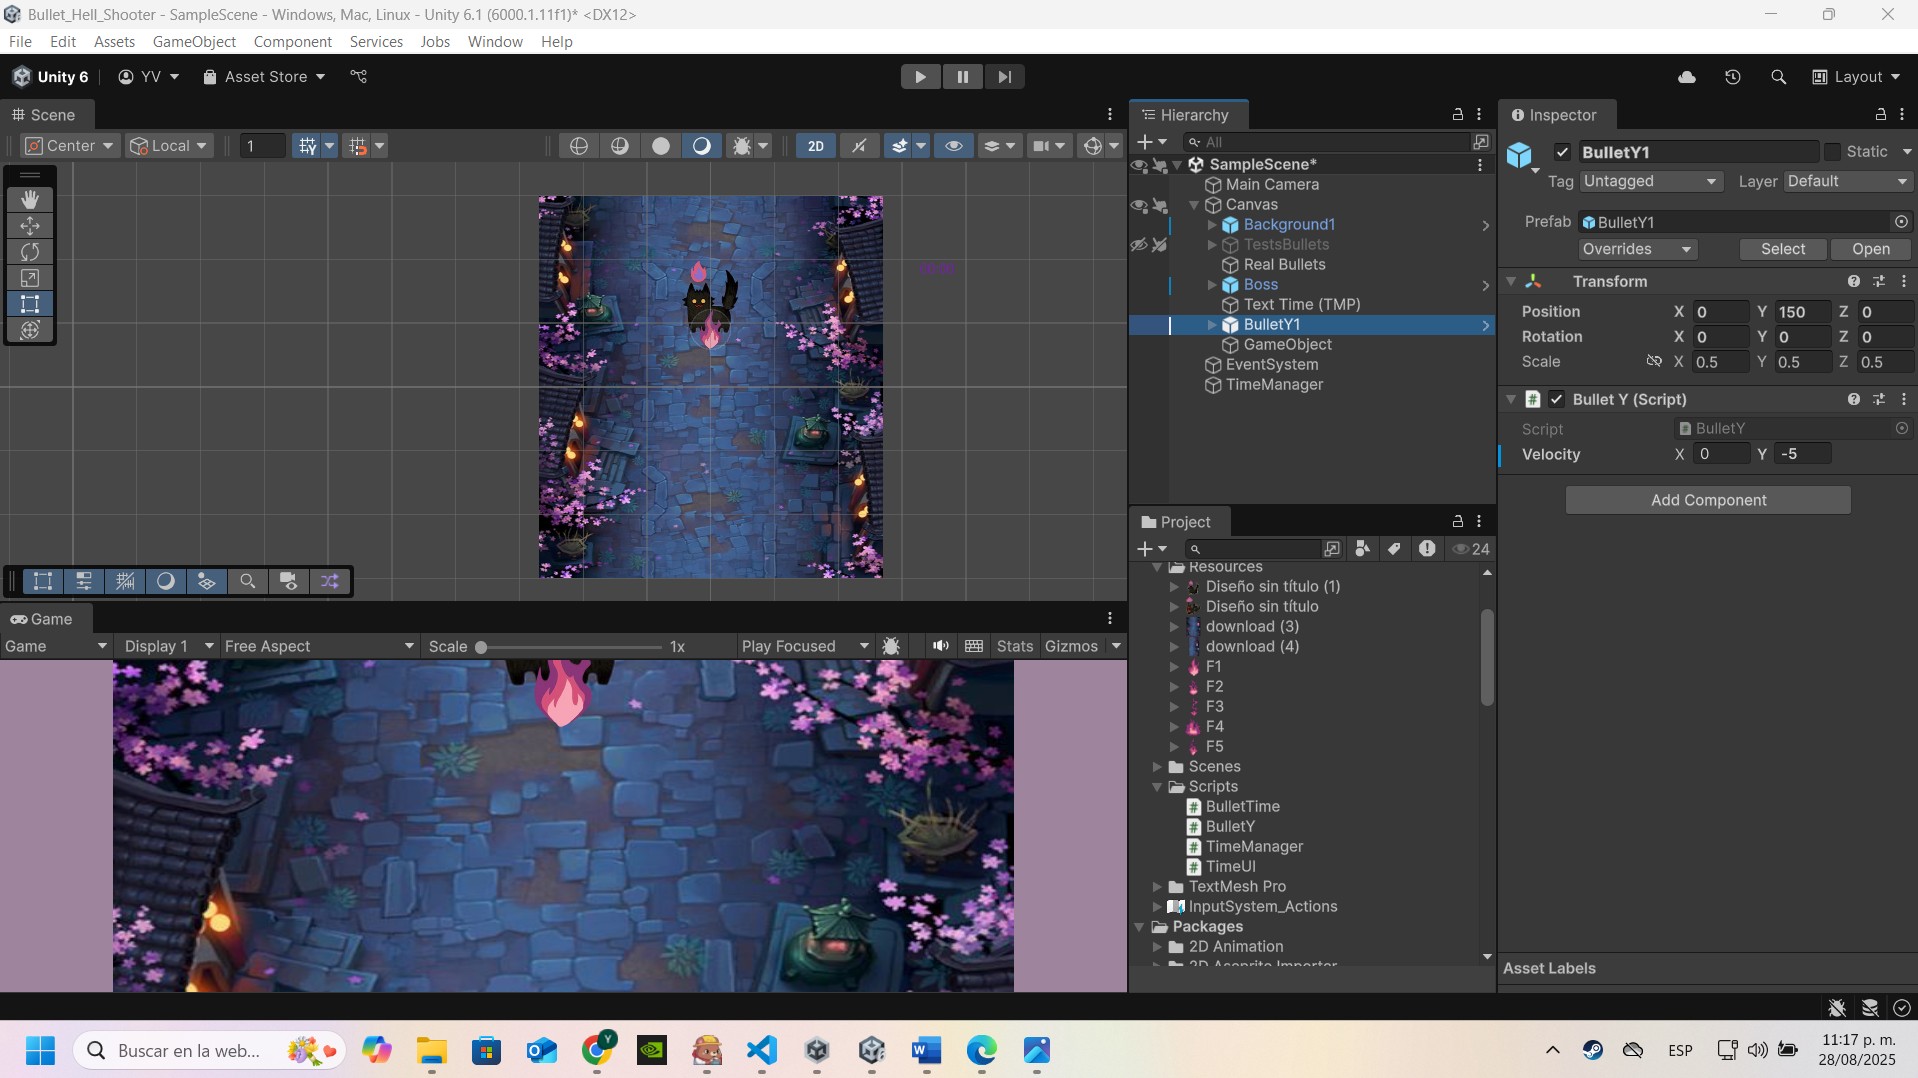 Bullet_Hell_Shooter - SampleScene - Windows, Mac, Linux - Unity 6.1 (6000.1.11f1)* <DX12>
File Edit Assets GameObject Component Services Jobs Window Help
Unity 6 YV Asset Store Layout
Scene
Center Local 1 2D
Game
Game Display 1 Free Aspect Scale 1x Play Focused Stats Gizmos
Hierarchy
All
SampleScene*
Main Camera
Canvas
Background1
TestsBullets
Real Bullets
Boss
Text Time (TMP)
BulletY1
GameObject
EventSystem
TimeManager
Project
24
Resources
Diseño sin título (1)
Diseño sin título
download (3)
download (4)
F1
F2
F3
F4
F5
Scenes
Scripts
BulletTime
BulletY
TimeManager
TimeUI
TextMesh Pro
InputSystem_Actions
Packages
2D Animation
2D Aseprite Importer
Inspector
BulletY1 Static
Tag Untagged Layer Default
Prefab BulletY1
Overrides Select Open
Transform
Position X 0 Y 150 Z 0
Rotation X 0 Y 0 Z 0
Scale X 0.5 Y 0.5 Z 0.5
Bullet Y (Script)
Script BulletY
Velocity X 0 Y -5
Add Component
Asset Labels
Buscar en la web...
ESP
11:17 p. m.
28/08/2025